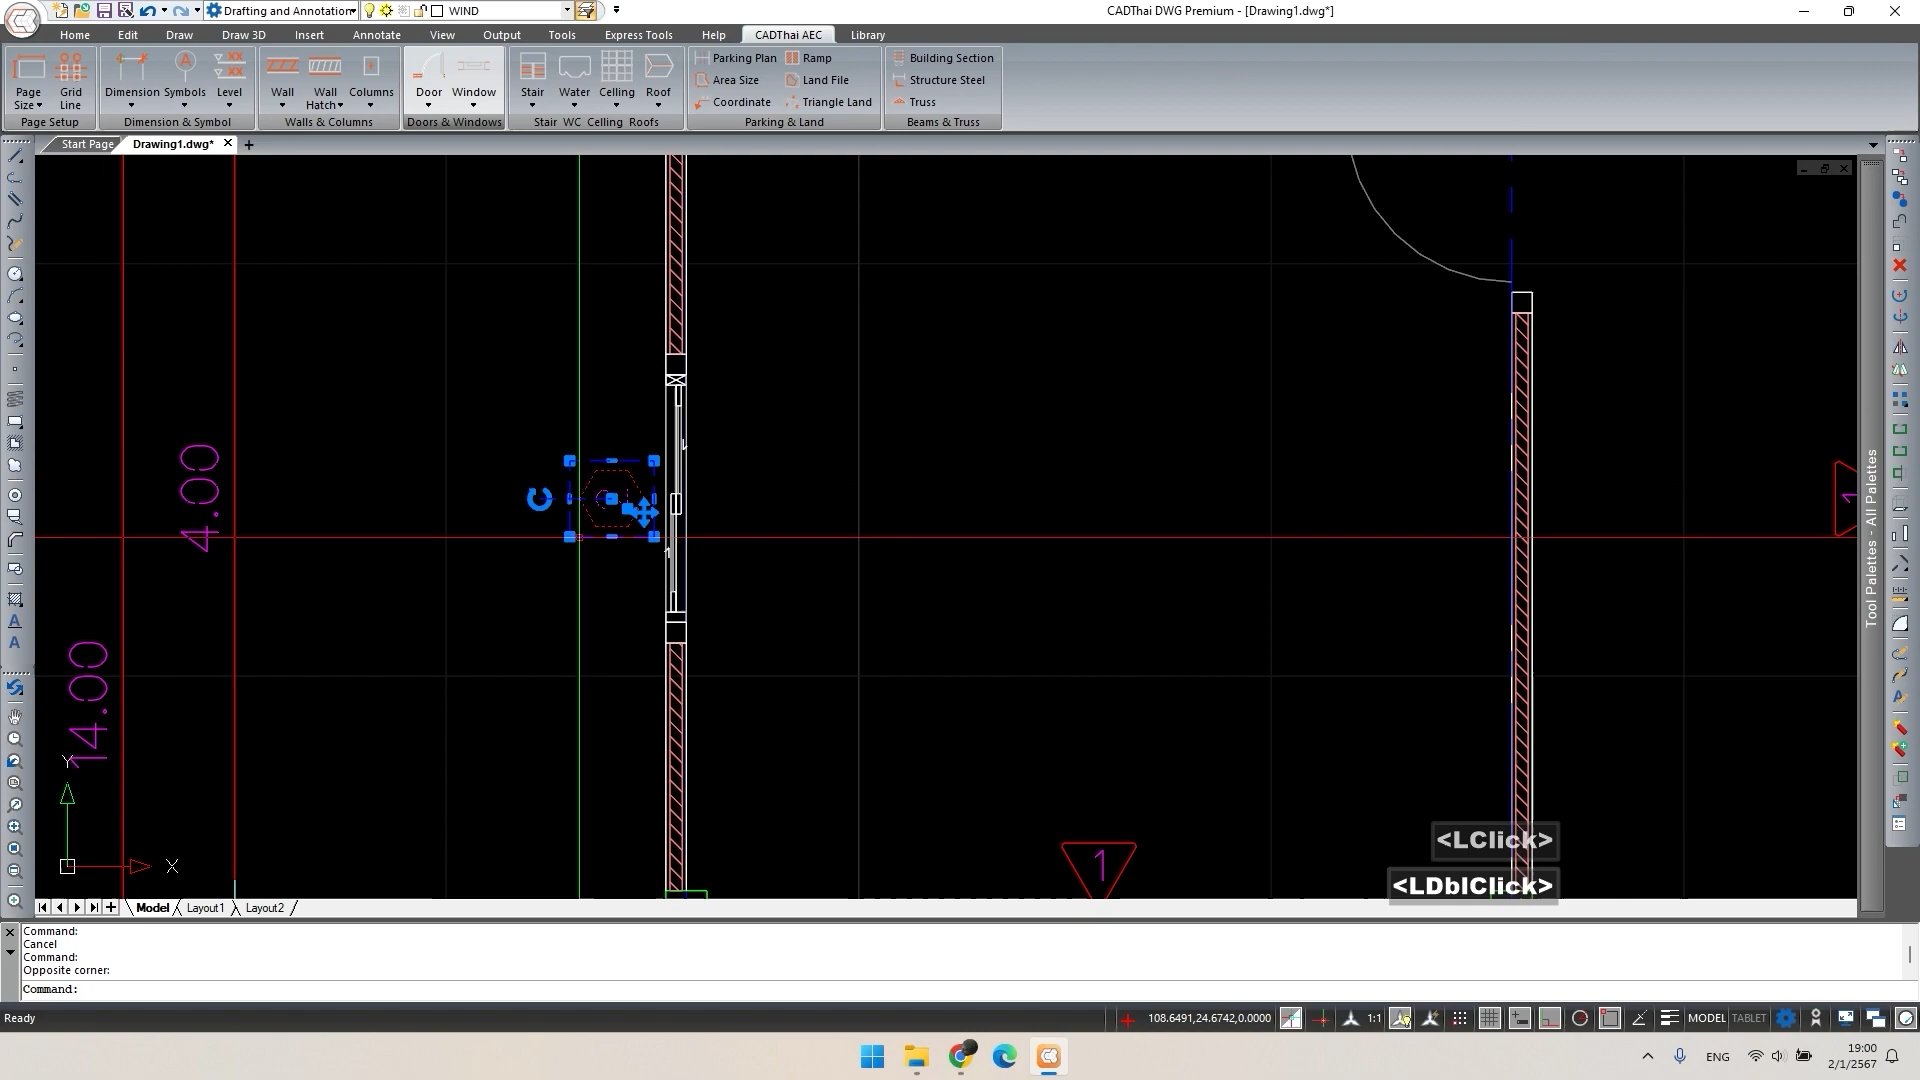 Drafting and Annotation
WIND
CADThai DWG Premium - [Drawing1.dwg*]
Home Edit Draw Draw 3D Insert Annotate View Output Tools Express Tools Help CADThai AEC Library
Page Size Grid Line Dimension Symbols Level Wall Wall Hatch Columns Door Window Stair Water Celling Roof
Parking Plan Ramp Building Section
Area Size Land File Structure Steel
Coordinate Triangle Land Truss
Page Setup Dimension & Symbol Walls & Columns Doors & Windows Stair WC Celling Roofs Parking & Land Beams & Truss
Start Page Drawing1.dwg*
4.00
14.00
Y
X
1
1
Tool Palettes - All Palettes
<LClick>
<LDblClick>
Model Layout1 Layout2
Command:
Cancel
Command:
Opposite corner:
Command:
Ready 108.6491,24.6742,0.0000 1:1 MODEL TABLET
ENG 19:00
2/1/2567